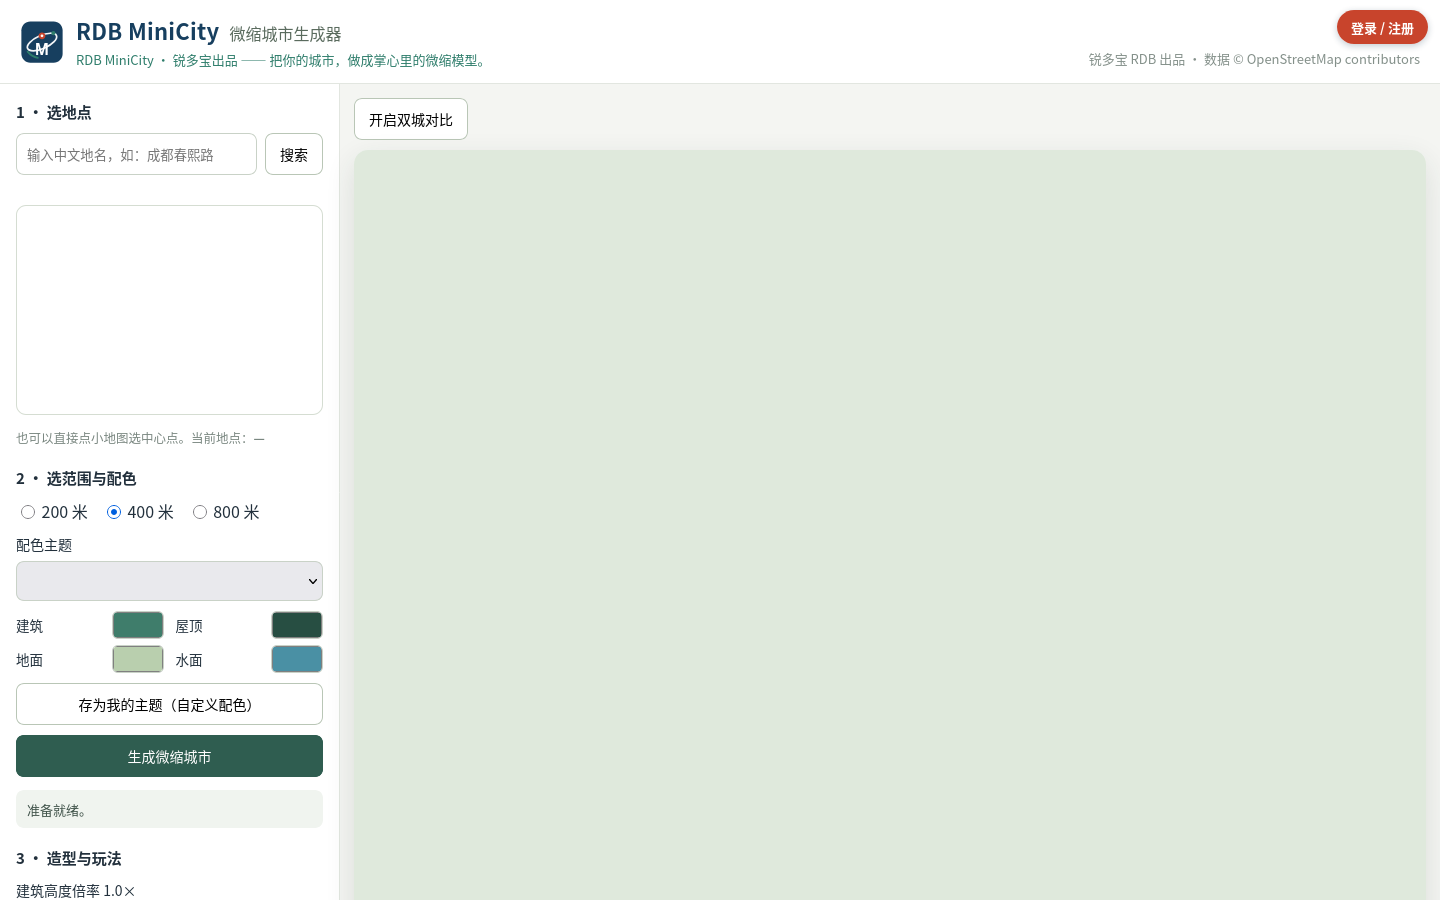 M
RDB MiniCity 微缩城市生成器
RDB MiniCity · 锐多宝出品 —— 把你的城市，做成掌心里的微缩模型。
登录 / 注册
锐多宝 RDB 出品 · 数据 © OpenStreetMap contributors
1 · 选地点
输入中文地名，如：成都春熙路
搜索
也可以直接点小地图选中心点。当前地点：—
2 · 选范围与配色
200 米 400 米 800 米
配色主题
建筑 屋顶
地面 水面
存为我的主题（自定义配色）
生成微缩城市
准备就绪。
3 · 造型与玩法
建筑高度倍率 1.0×
开启双城对比